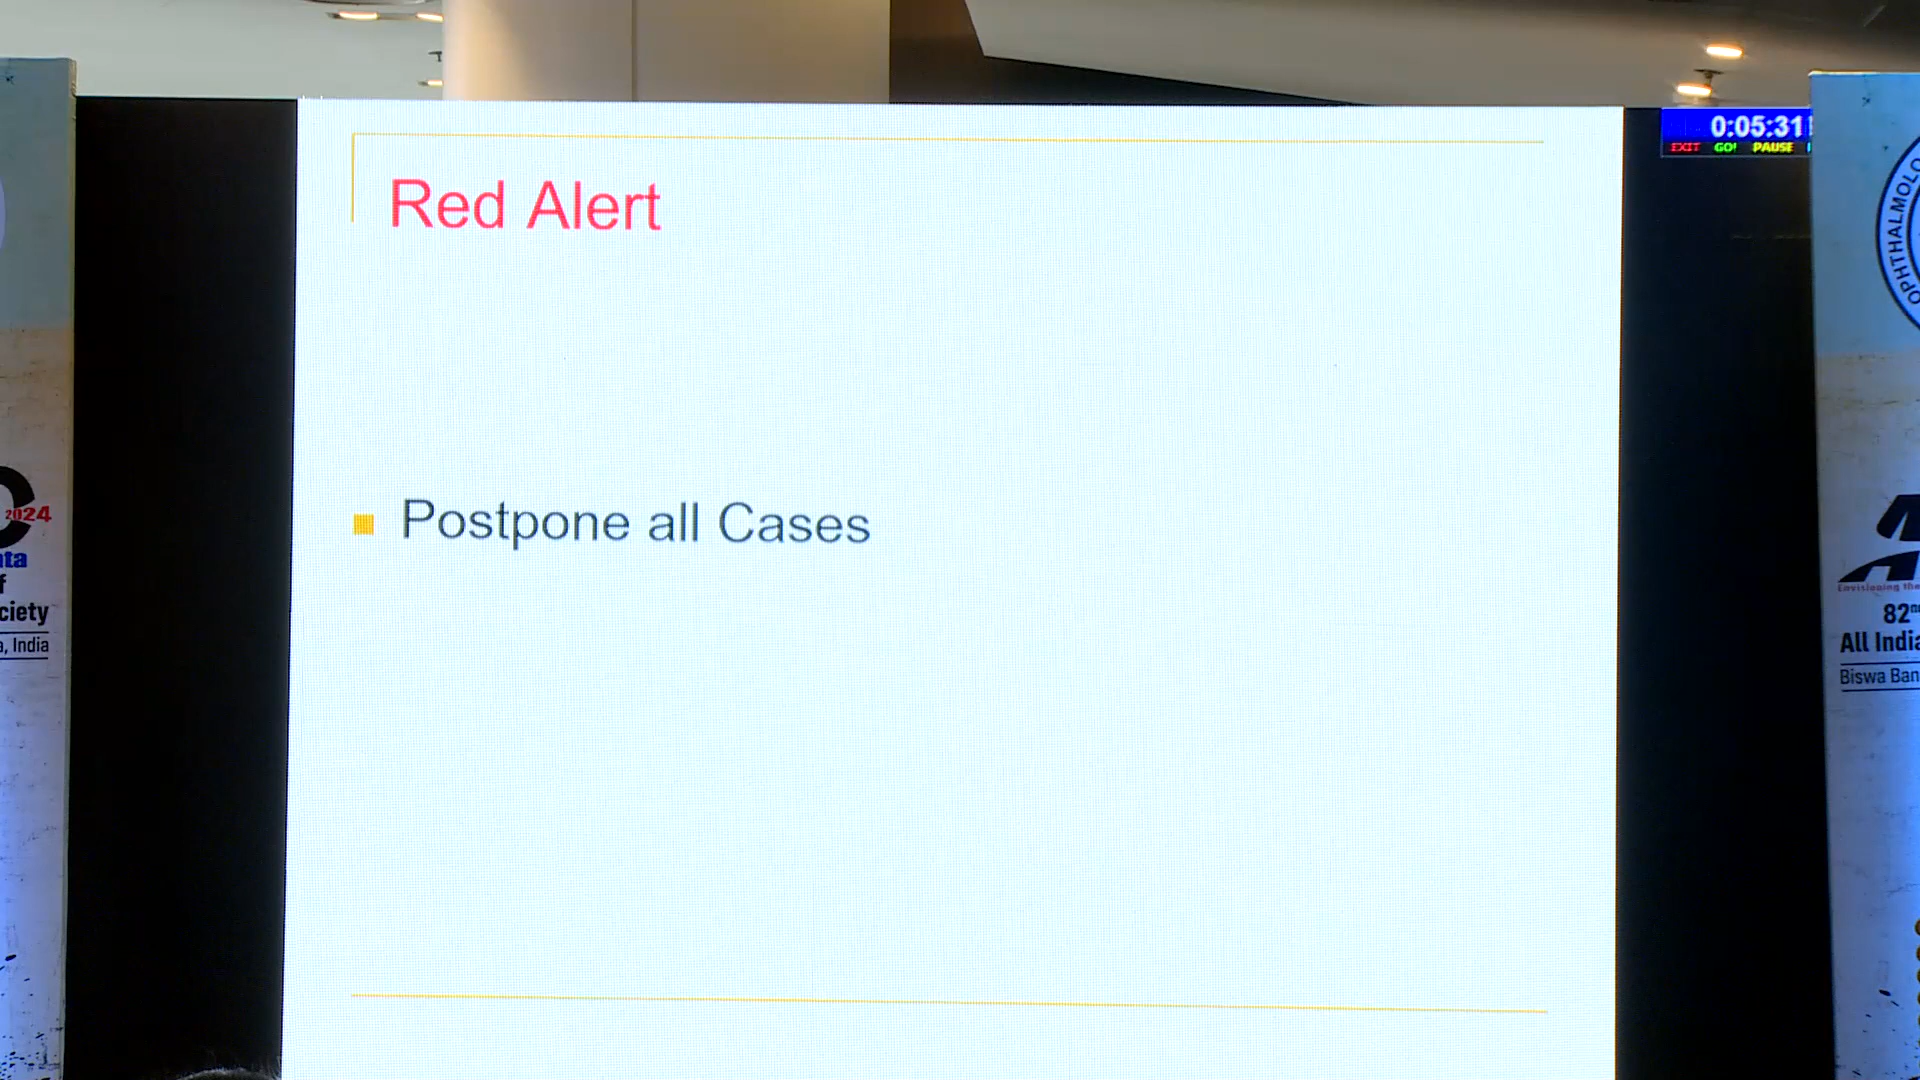 0:05:31
EXIT GO! PAUSE
Red Alert
Postpone all Cases
2024
ciety
, India
OPHTHALMOLO
82nd
All India
Biswa Ban